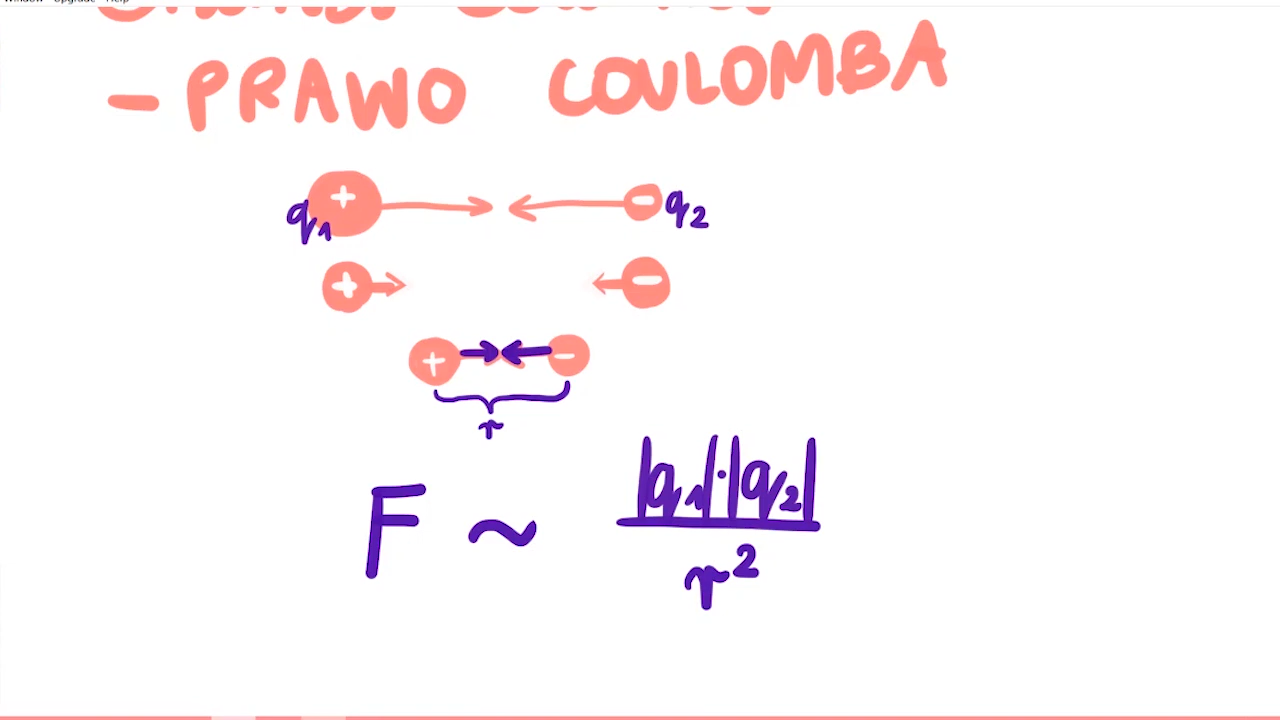 - PRAWO COULOMBA
+ - 
q₁ q₂
+ -
+ -
r
F ~ |q₁|·|q₂| / r²